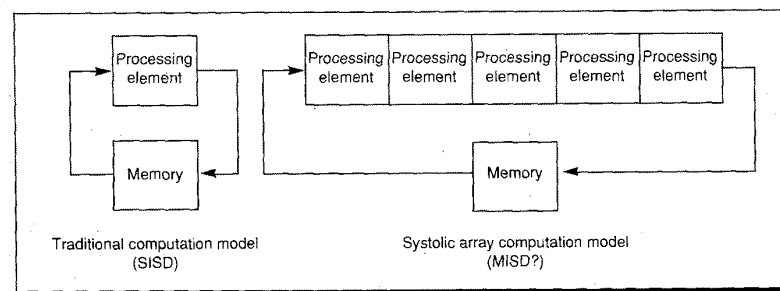 Processing
element
Memory
Traditional computation model
(SISD)
Processing Processing Processing Processing Processing
element element element element element
Memory
Systolic array computation model
(MISD?)